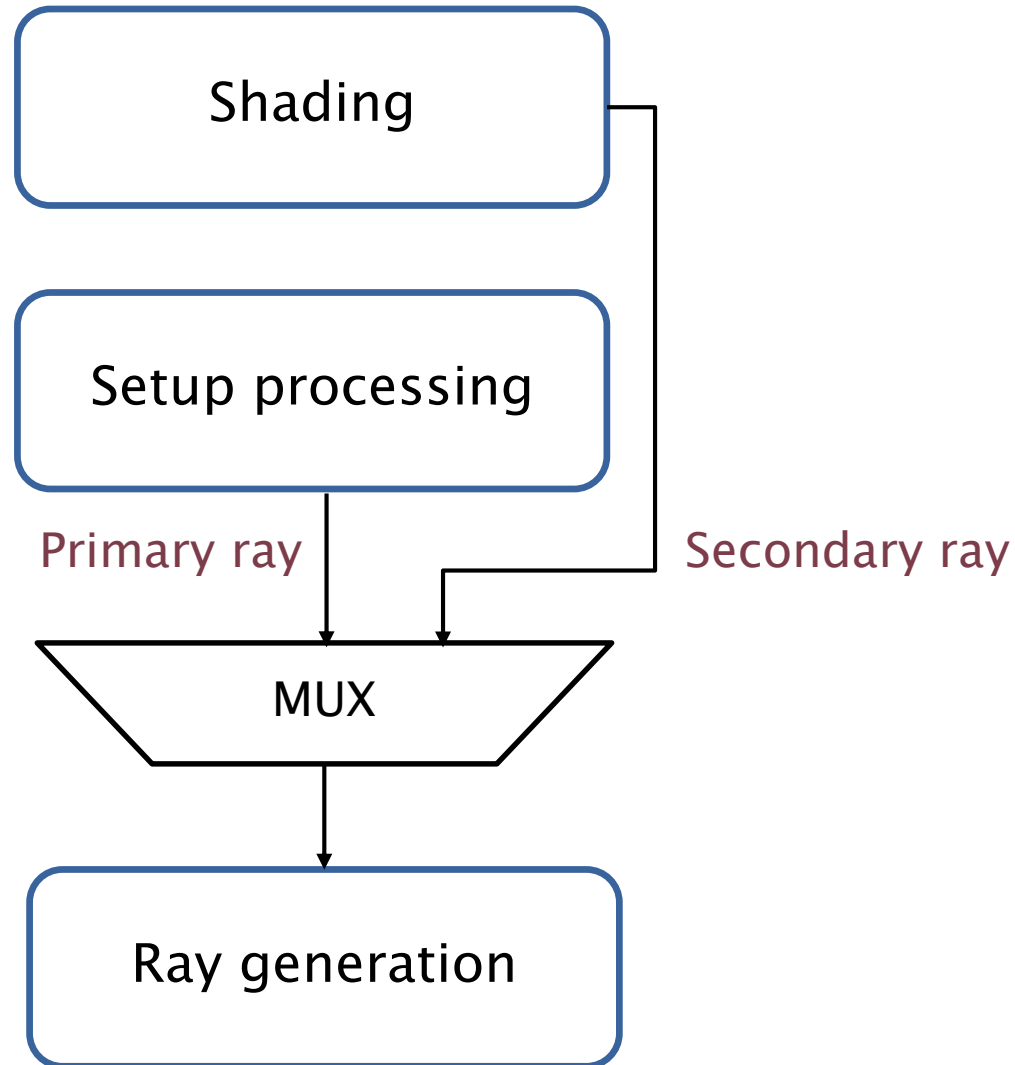 Shading
Setup processing
Primary ray
Secondary ray
MUX
Ray generation